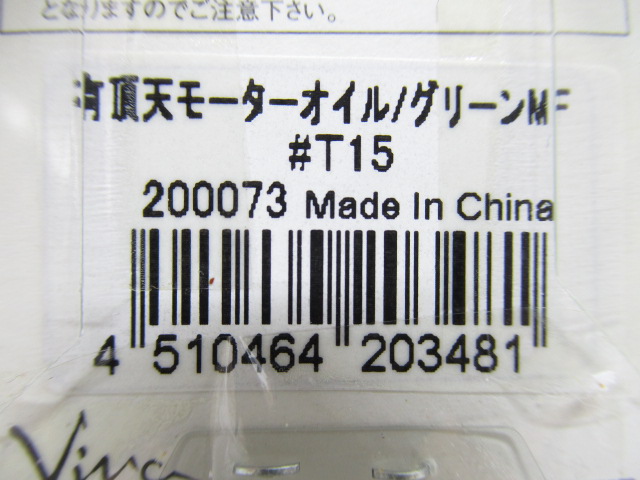 となりますのでご注意下さい。
有頂天モーターオイル/グリーンMF
#T15
200073 Made In China
4 510464 203481
Viva